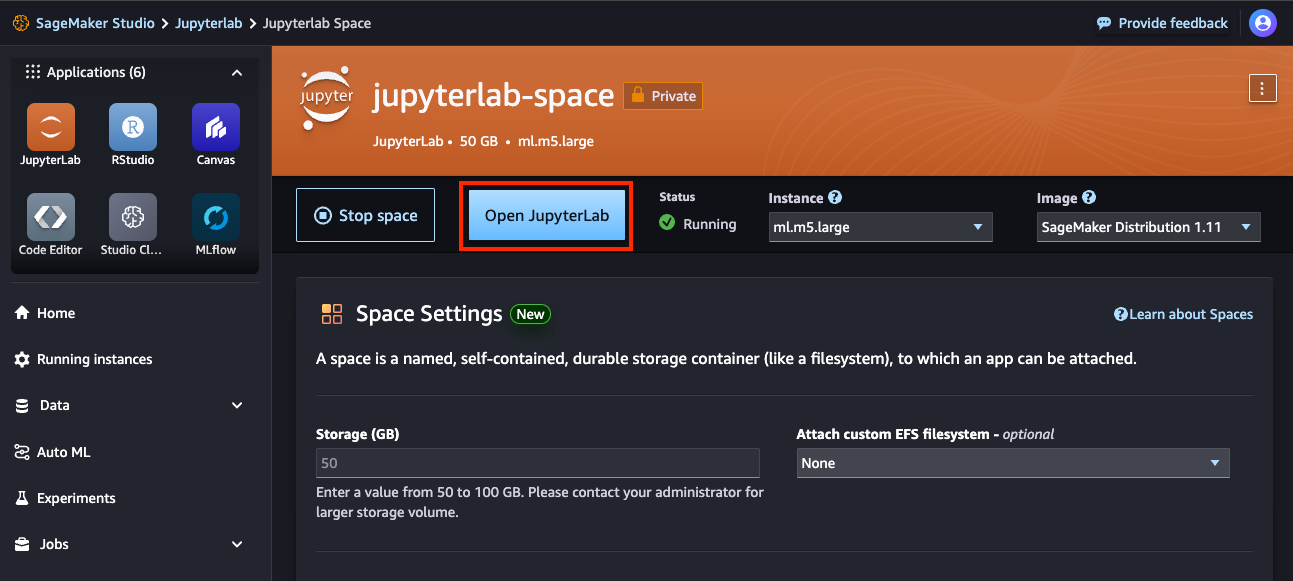 SageMaker Studio > Jupyterlab > Jupyterlab Space
Provide feedback
Applications (6)
JupyterLab
RStudio
Canvas
Code Editor
Studio Cl...
MLflow
Home
Running instances
Data
Auto ML
Experiments
Jobs
jupyter
jupyterlab-space
Private
JupyterLab • 50 GB • ml.m5.large
Stop space
Open JupyterLab
Status
Running
Instance ?
ml.m5.large
Image ?
SageMaker Distribution 1.11
Space Settings New
?Learn about Spaces
A space is a named, self-contained, durable storage container (like a filesystem), to which an app can be attached.
Storage (GB)
50
Enter a value from 50 to 100 GB. Please contact your administrator for
larger storage volume.
Attach custom EFS filesystem - optional
None